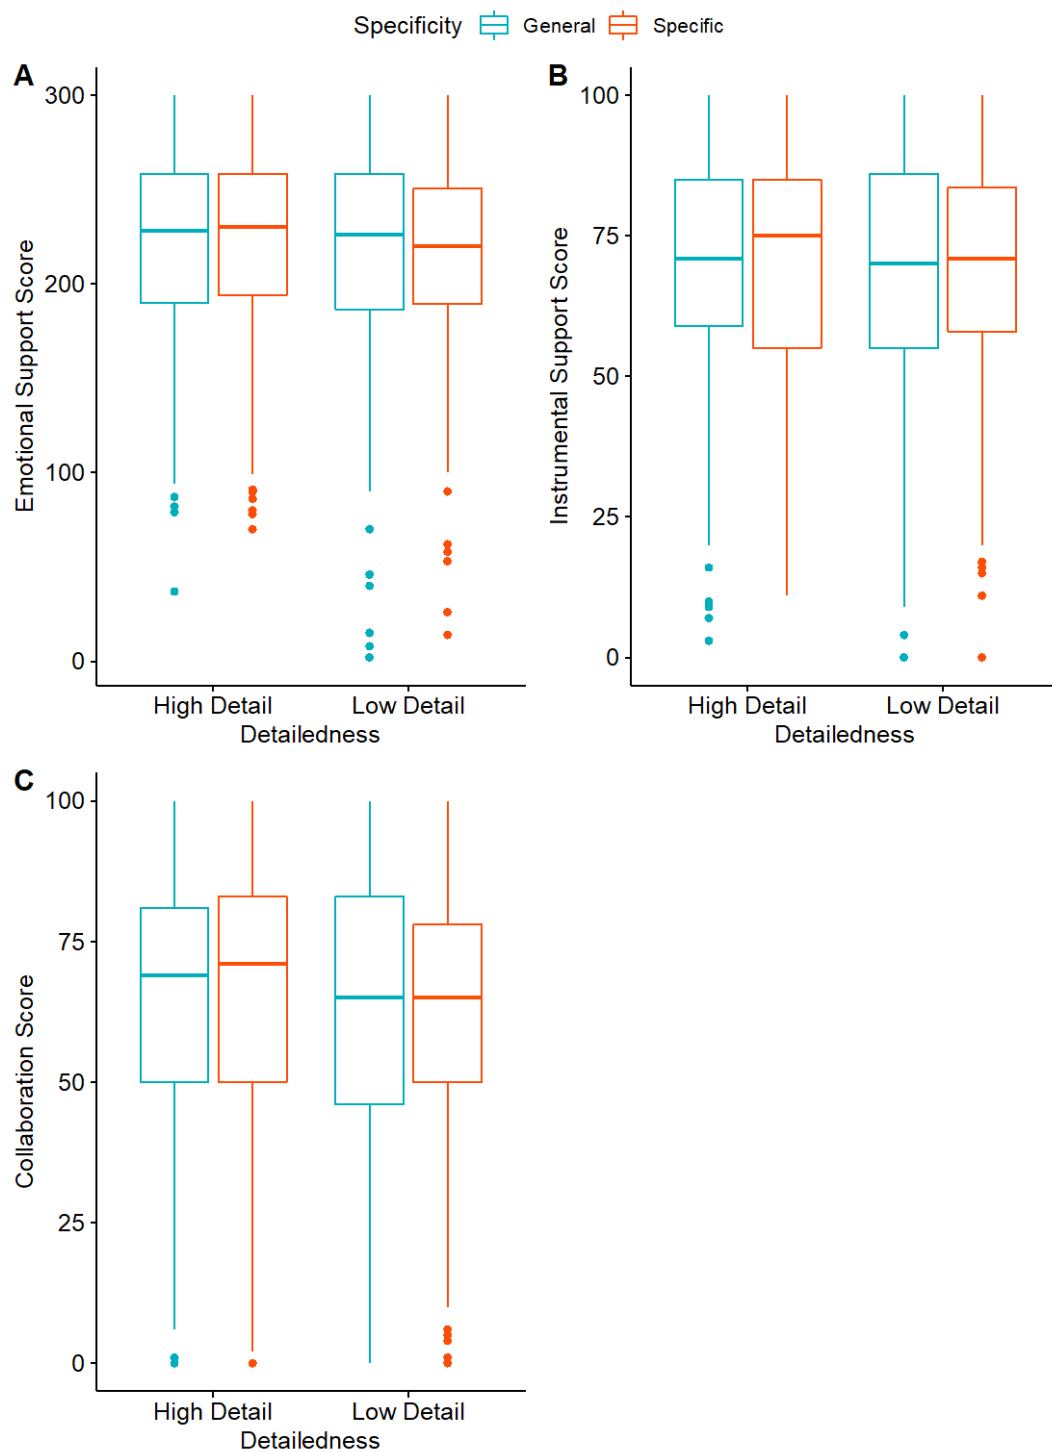 Specificity General Specific
A
300
200
100
0
Emotional Support Score
High Detail Low Detail
Detailedness
B
100
75
50
25
0
Instrumental Support Score
High Detail Low Detail
Detailedness
C
100
75
50
25
0
Collaboration Score
High Detail Low Detail
Detailedness